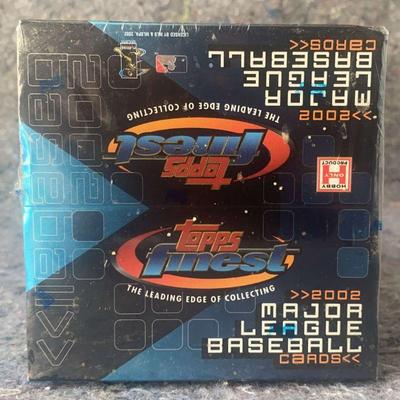 LICENSED BY MLB & MLBPA, 2002
>>2002
MAJOR
LEAGUE
BASEBALL
CARDS<<
THE LEADING EDGE OF COLLECTING
Topps
finest
HOBBY
H
ONLY
PRODUCT
Topps
finest
THE LEADING EDGE OF COLLECTING
>>2002
MAJOR
LEAGUE
BASEBALL
CARDS<<